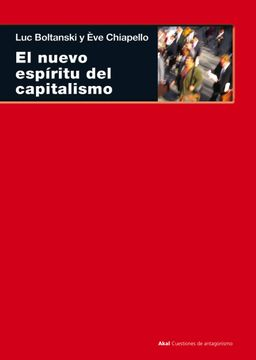 Luc Boltanski y Ève Chiapello
El nuevo
espíritu del
capitalismo
Akal Cuestiones de antagonismo